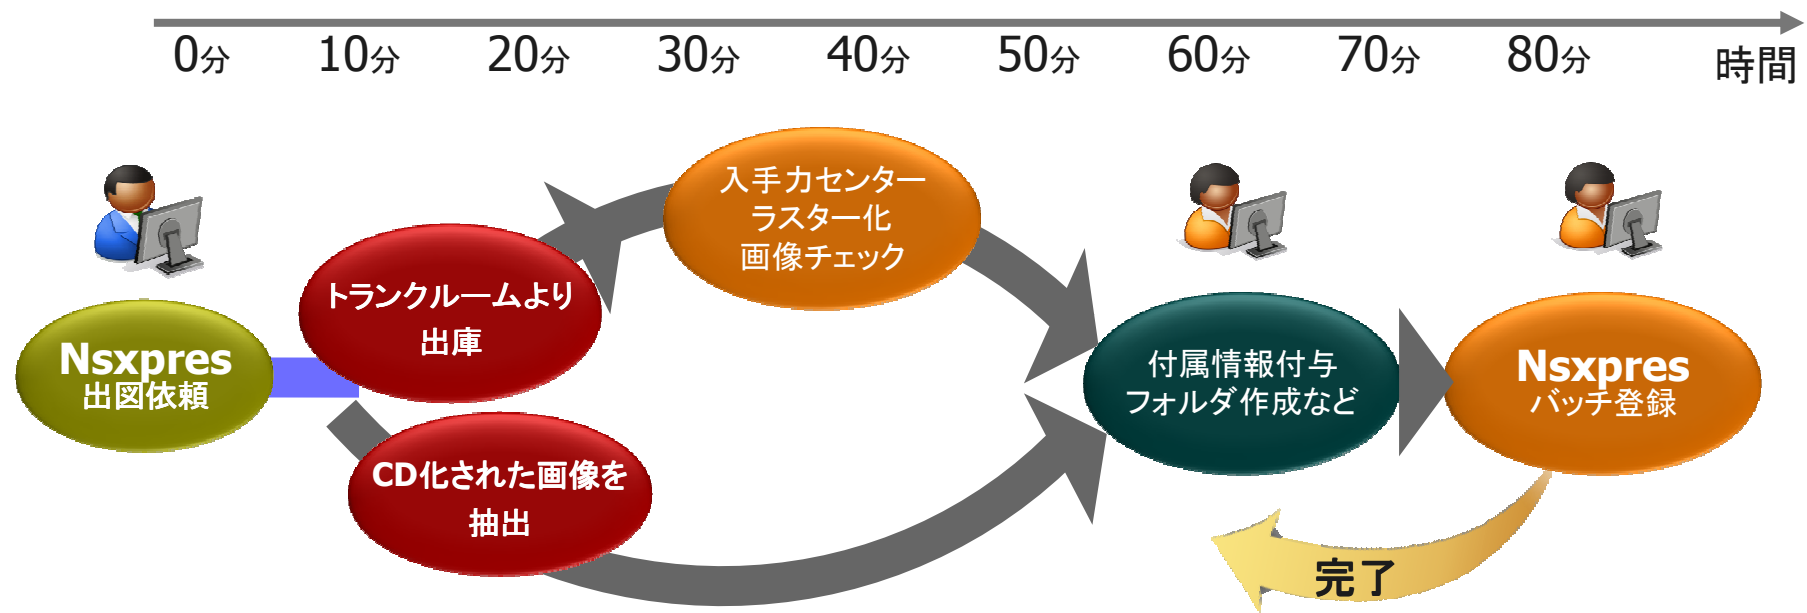 0分 10分 20分 30分 40分 50分 60分 70分 80分
時間
入手力センター
ラスター化
画像チェック
トランクルームより
出庫
Nsxpres
出図依頼
CD化された画像を
抽出
付属情報付与
フォルダ作成など
Nsxpres
バッチ登録
完了